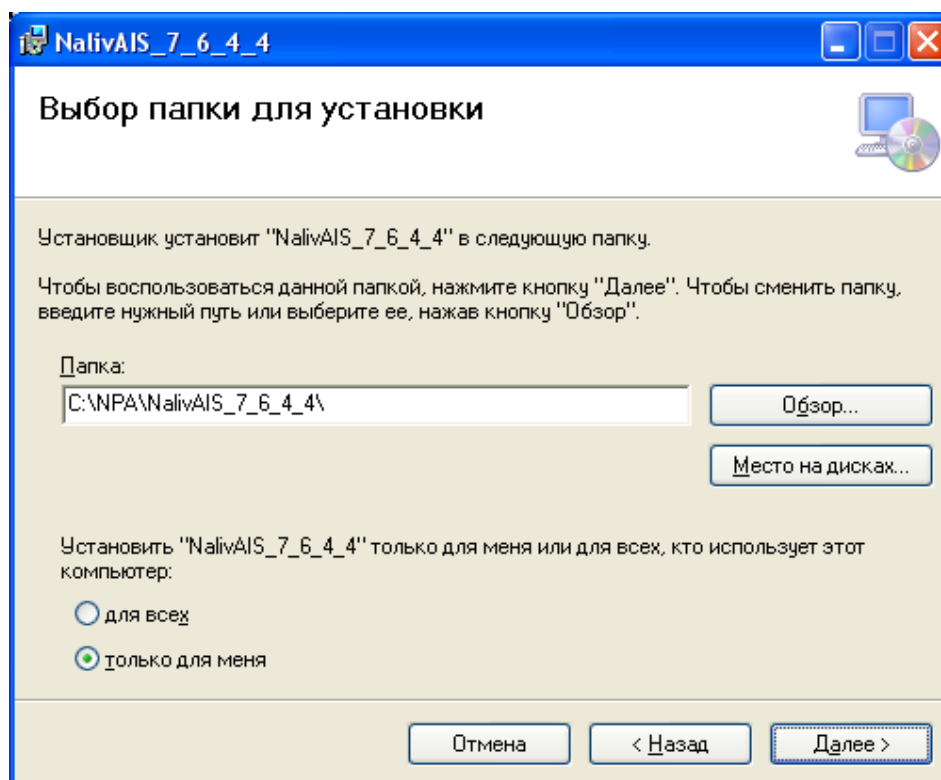 NalivAIS_7_6_4_4
Выбор папки для установки
Установщик установит "NalivAIS_7_6_4_4" в следующую папку.
Чтобы воспользоваться данной папкой, нажмите кнопку "Далее". Чтобы сменить папку,
введите нужный путь или выберите ее, нажав кнопку "Обзор".
Папка:
C:\NPA\NalivAIS_7_6_4_4\
Обзор...
Место на дисках...
Установить "NalivAIS_7_6_4_4" только для меня или для всех, кто использует этот
компьютер:
для всех
только для меня
Отмена
< Назад
Далее >